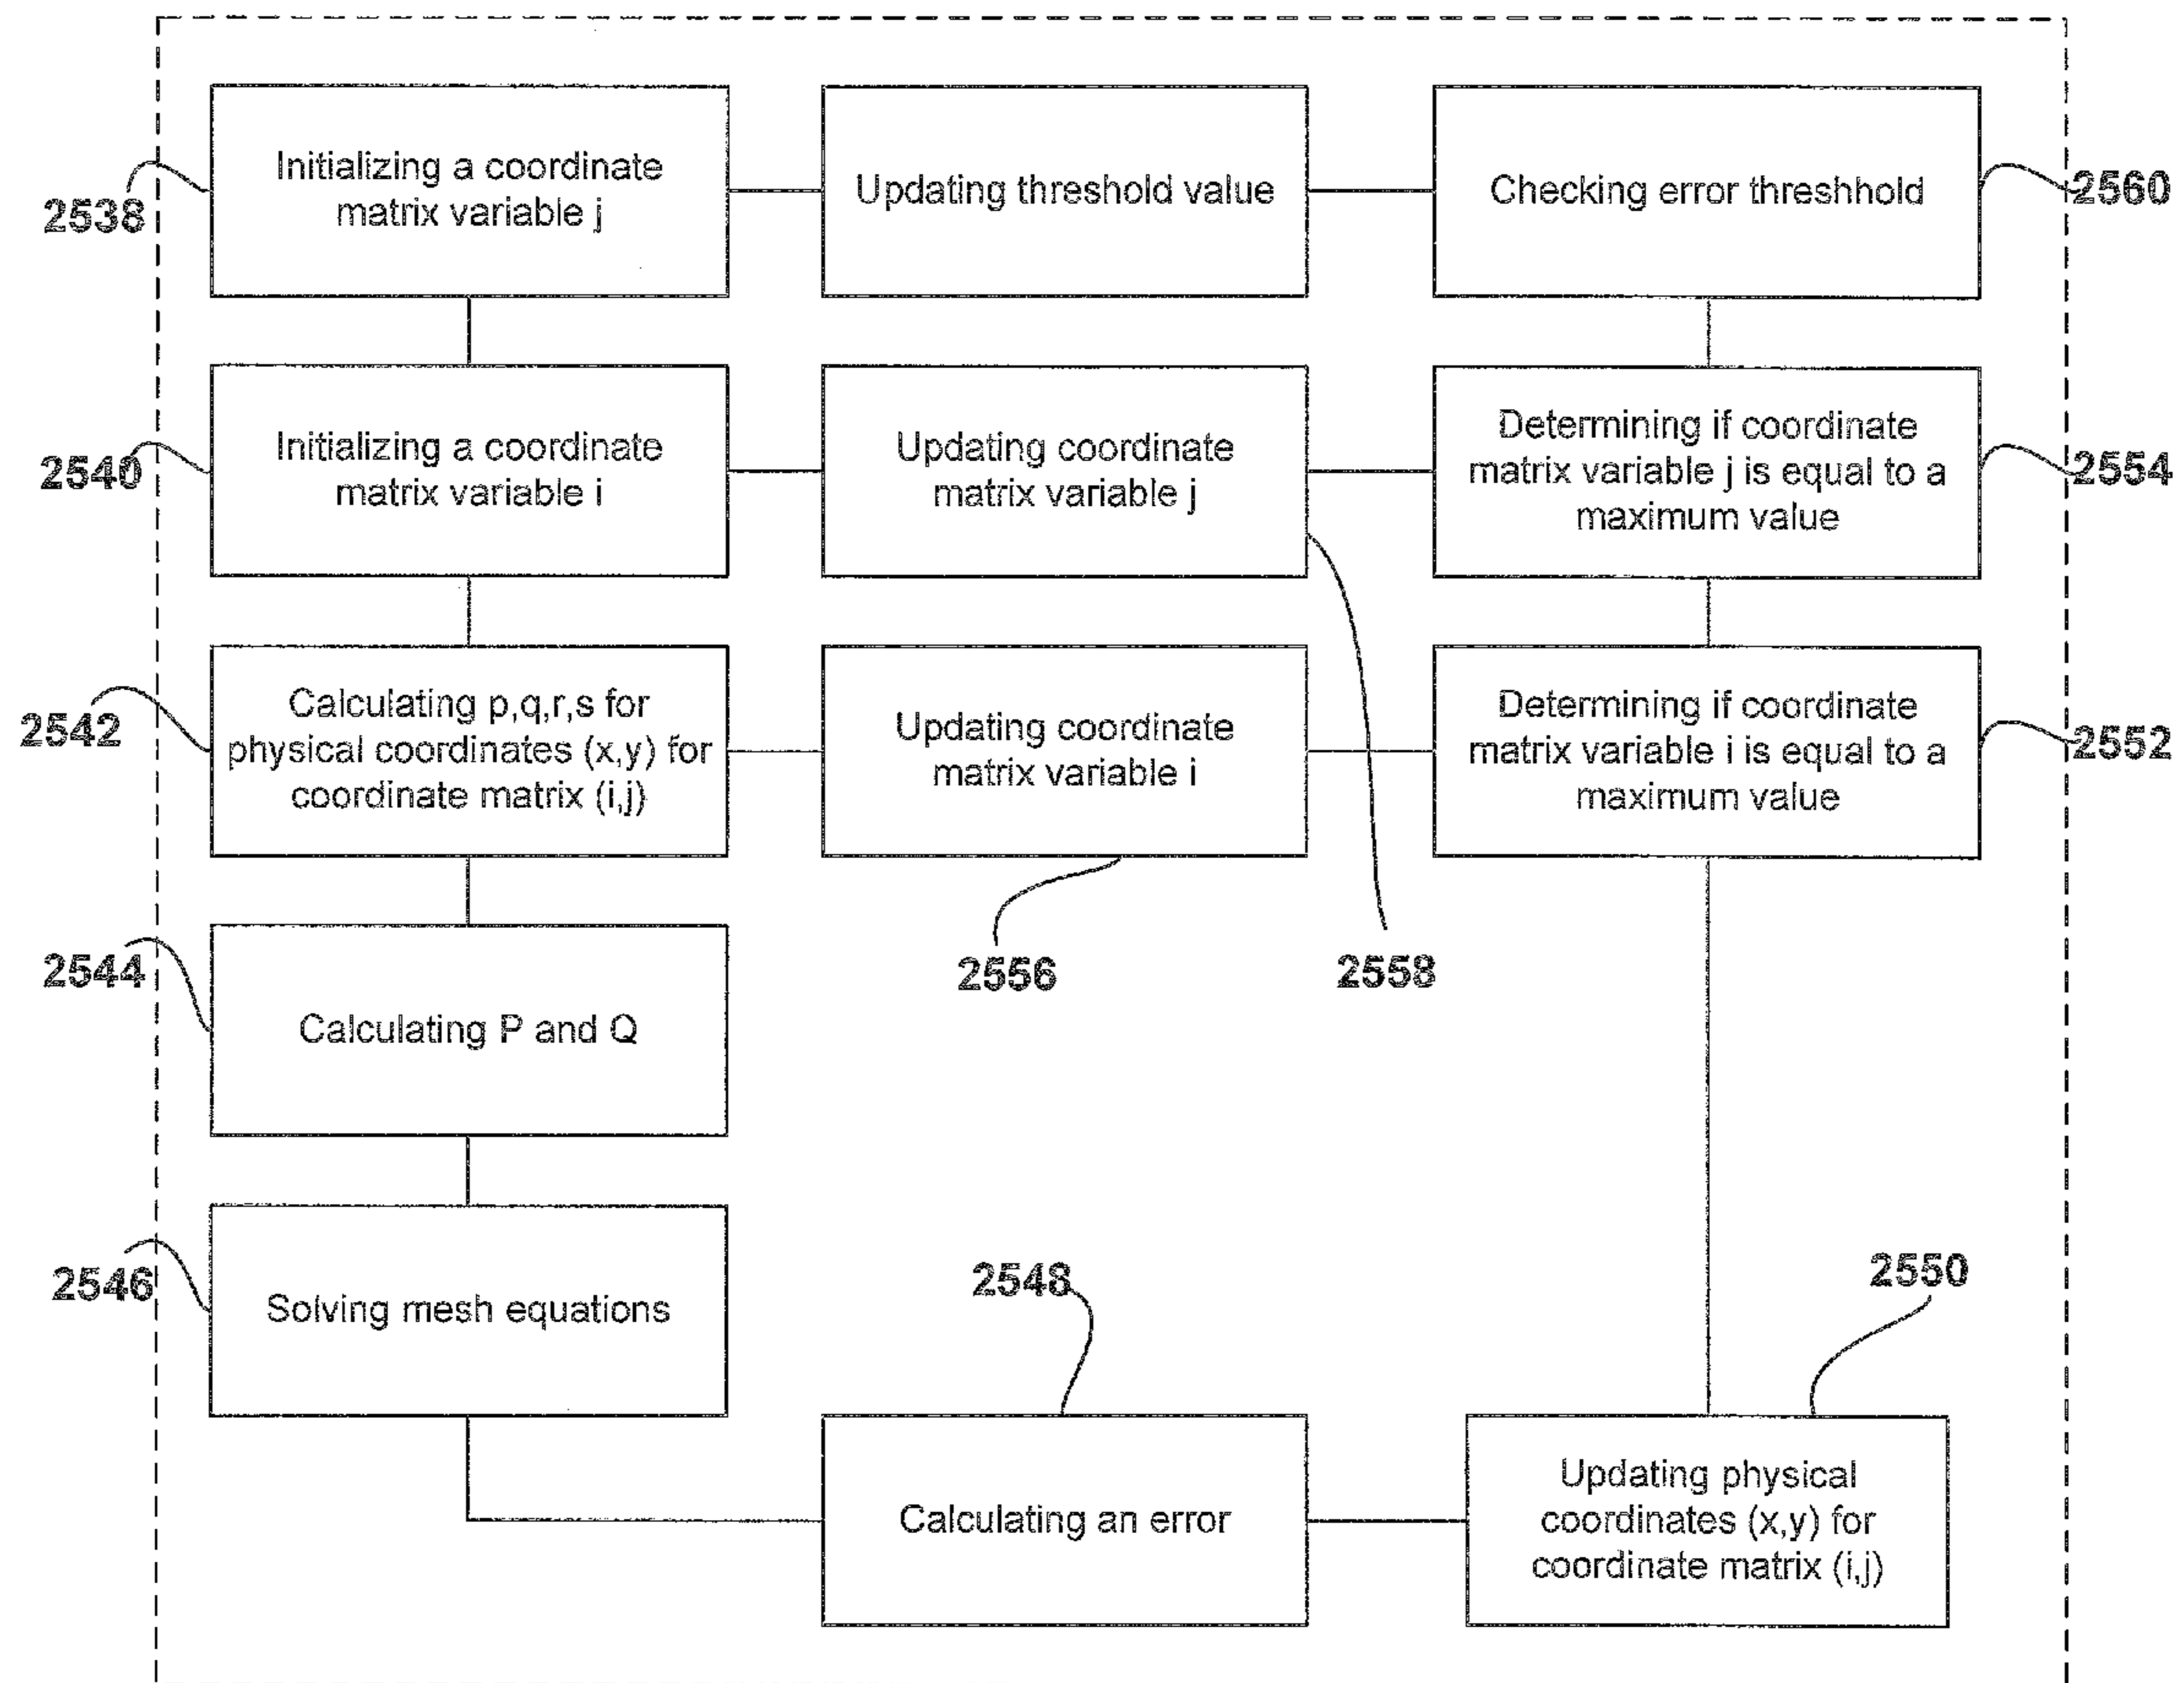 Initializing a coordinate
matrix variable j
Updating threshold value
Checking error threshhold
2538
2560
Initializing a coordinate
matrix variable i
Updating coordinate
matrix variable j
Determining if coordinate
matrix variable j is equal to a
maximum value
2540
2554
Calculating p,q,r,s for
physical coordinates (x,y) for
coordinate matrix (i,j)
Updating coordinate
matrix variable i
Determining if coordinate
matrix variable i is equal to a
maximum value
2542
2552
2544
2556
2558
Calculating P and Q
2546
Solving mesh equations
2548
2550
Calculating an error
Updating physical
coordinates (x,y) for
coordinate matrix (i,j)